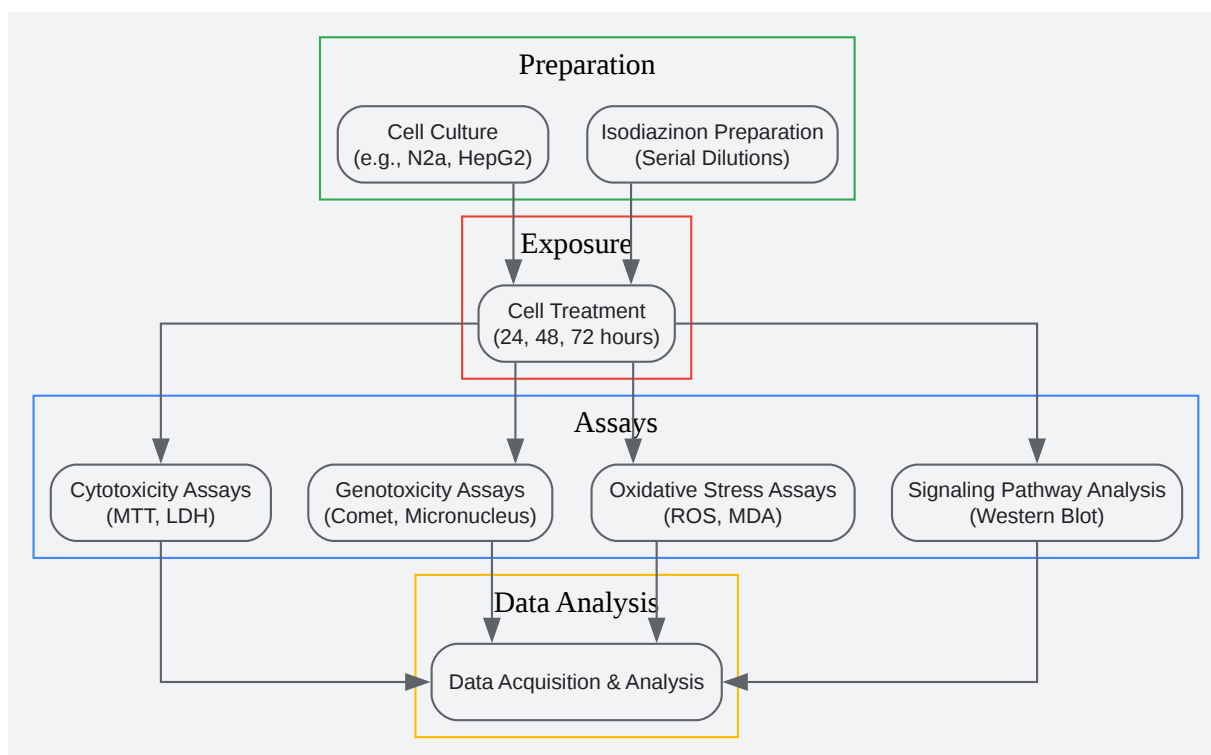 Preparation
Cell Culture
(e.g., N2a, HepG2)
Isodiazinon Preparation
(Serial Dilutions)
Exposure
Cell Treatment
(24, 48, 72 hours)
Assays
Cytotoxicity Assays
(MTT, LDH)
Genotoxicity Assays
(Comet, Micronucleus)
Oxidative Stress Assays
(ROS, MDA)
Signaling Pathway Analysis
(Western Blot)
Data Analysis
Data Acquisition & Analysis